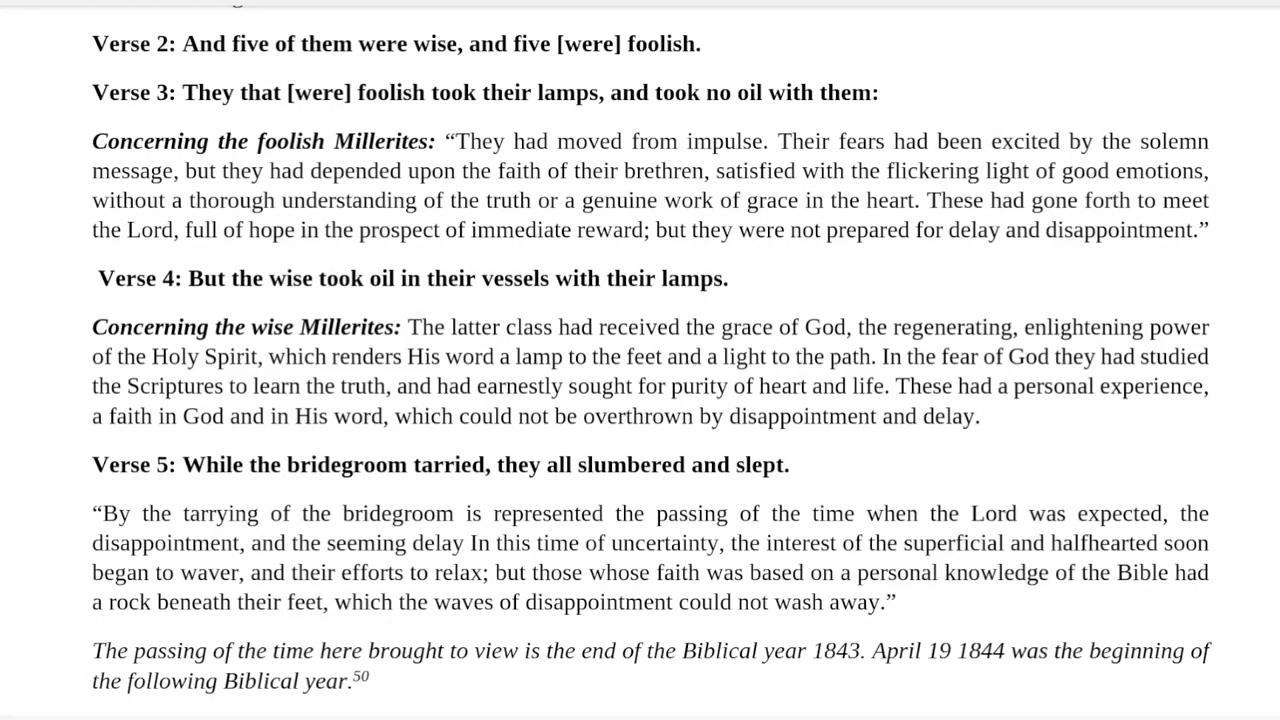 Verse 2: And five of them were wise, and five [were] foolish.
Verse 3: They that [were] foolish took their lamps, and took no oil with them:
Concerning the foolish Millerites: “They had moved from impulse. Their fears had been excited by the solemn
message, but they had depended upon the faith of their brethren, satisfied with the flickering light of good emotions,
without a thorough understanding of the truth or a genuine work of grace in the heart. These had gone forth to meet
the Lord, full of hope in the prospect of immediate reward; but they were not prepared for delay and disappointment.”
Verse 4: But the wise took oil in their vessels with their lamps.
Concerning the wise Millerites: The latter class had received the grace of God, the regenerating, enlightening power
of the Holy Spirit, which renders His word a lamp to the feet and a light to the path. In the fear of God they had studied
the Scriptures to learn the truth, and had earnestly sought for purity of heart and life. These had a personal experience,
a faith in God and in His word, which could not be overthrown by disappointment and delay.
Verse 5: While the bridegroom tarried, they all slumbered and slept.
“By the tarrying of the bridegroom is represented the passing of the time when the Lord was expected, the
disappointment, and the seeming delay In this time of uncertainty, the interest of the superficial and halfhearted soon
began to waver, and their efforts to relax; but those whose faith was based on a personal knowledge of the Bible had
a rock beneath their feet, which the waves of disappointment could not wash away.”
The passing of the time here brought to view is the end of the Biblical year 1843. April 19 1844 was the beginning of
the following Biblical year.50